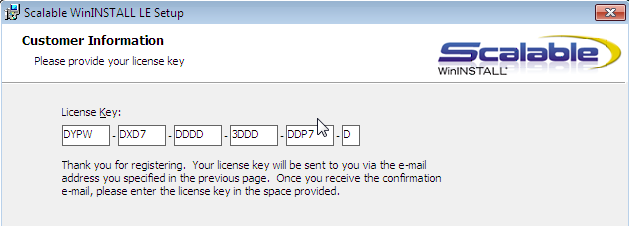 Scalable WinINSTALL LE Setup
Customer Information
Please provide your license key
Scalable
WinINSTALL
License Key:
DYPW - DXD7 - DDDD - 3DDD - DDP7 - D
Thank you for registering. Your license key will be sent to you via the e-mail
address you specified in the previous page. Once you receive the confirmation
e-mail, please enter the license key in the space provided.